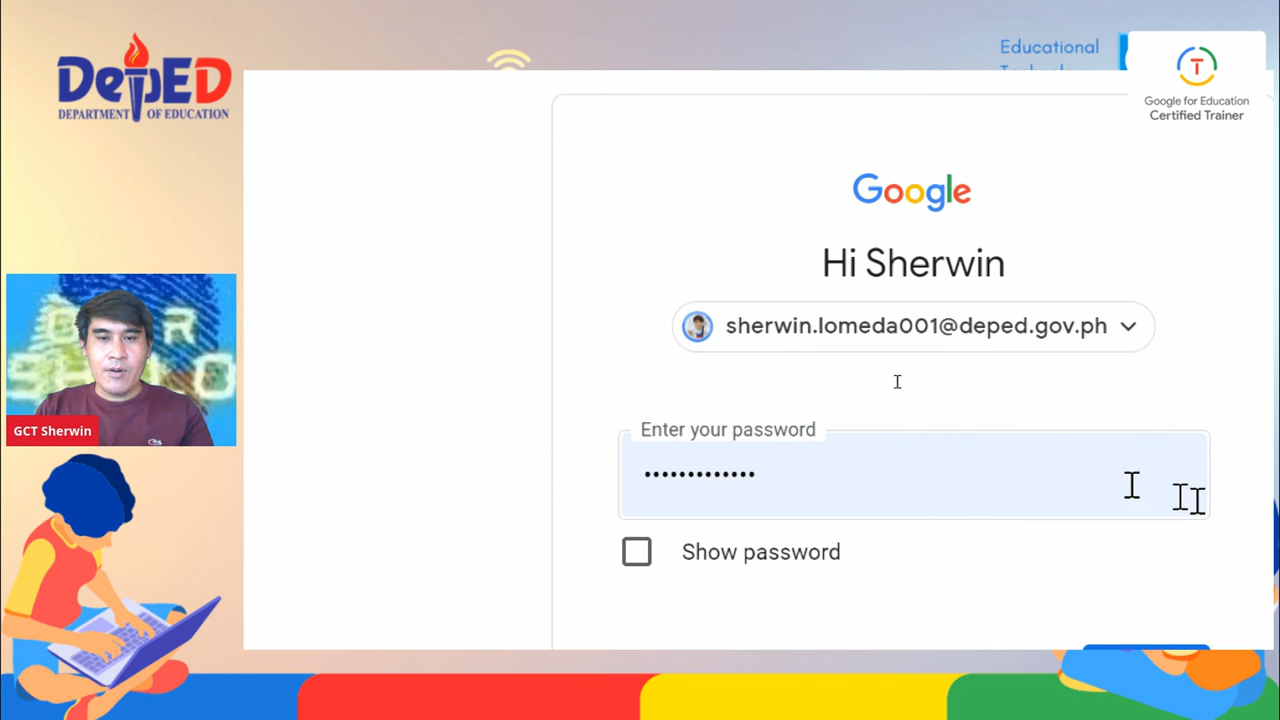 DepED
DEPARTMENT OF EDUCATION
Educational
Google for Education
Certified Trainer
Google
Hi Sherwin
sherwin.lomeda001@deped.gov.ph
Enter your password
•••••••••••••
Show password
GCT Sherwin